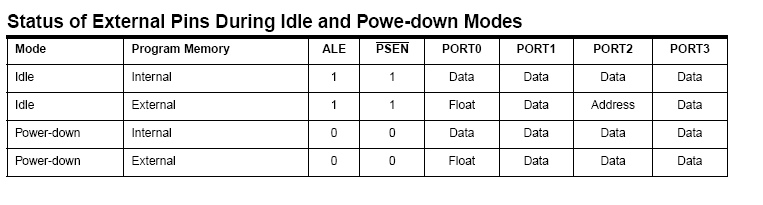 Status of External Pins During Idle and Powe-down Modes
Mode Program Memory ALE PSEN PORT0 PORT1 PORT2 PORT3
Idle Internal 1 1 Data Data Data Data
Idle External 1 1 Float Data Address Data
Power-down Internal 0 0 Data Data Data Data
Power-down External 0 0 Float Data Data Data